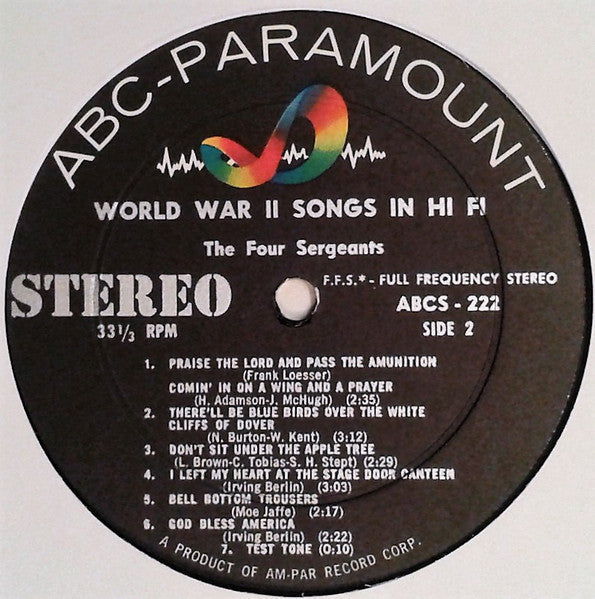 ABC-PARAMOUNT
WORLD WAR II SONGS IN HI FI
The Four Sergeants
STEREO
33⅓ RPM
F.F.S.* - FULL FREQUENCY STEREO
ABCS - 222
SIDE 2
1. PRAISE THE LORD AND PASS THE AMUNITION
(Frank Loesser)
COMIN' IN ON A WING AND A PRAYER
(H. Adamson-J. McHugh) (2:35)
2. THERE'LL BE BLUE BIRDS OVER THE WHITE
CLIFFS OF DOVER
(N. Burton-W. Kent) (3:12)
3. DON'T SIT UNDER THE APPLE TREE
(L. Brown-C. Tobias-S. H. Stept) (2:29)
4. I LEFT MY HEART AT THE STAGE DOOR CANTEEN
(Irving Berlin) (3:03)
5. BELL BOTTOM TROUSERS
(Moe Jaffe) (2:17)
6. GOD BLESS AMERICA
(Irving Berlin) (2:22)
7. TEST TONE (0:10)
A PRODUCT OF AM-PAR RECORD CORP.